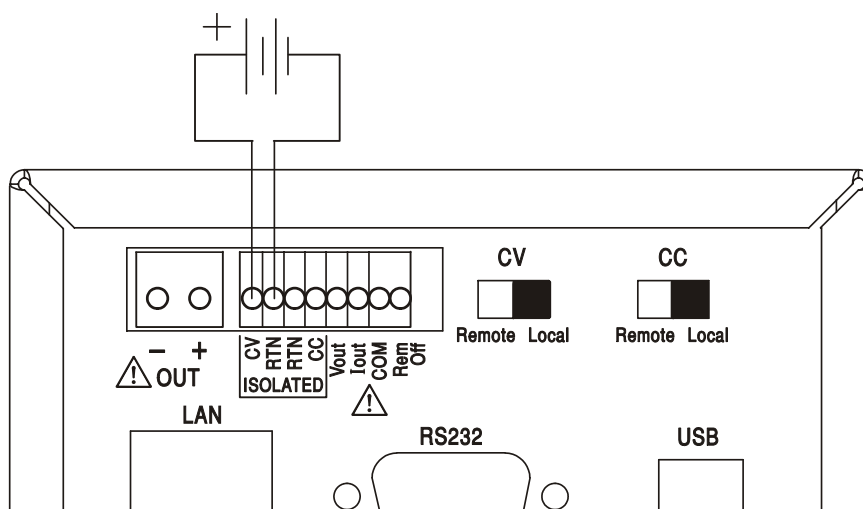 +
CV
CC
Remote Local
Remote Local
− +
OUT
CV
RTN
RTN
CC
Vout
Iout
COM
Rem
Off
ISOLATED
LAN
RS232
USB